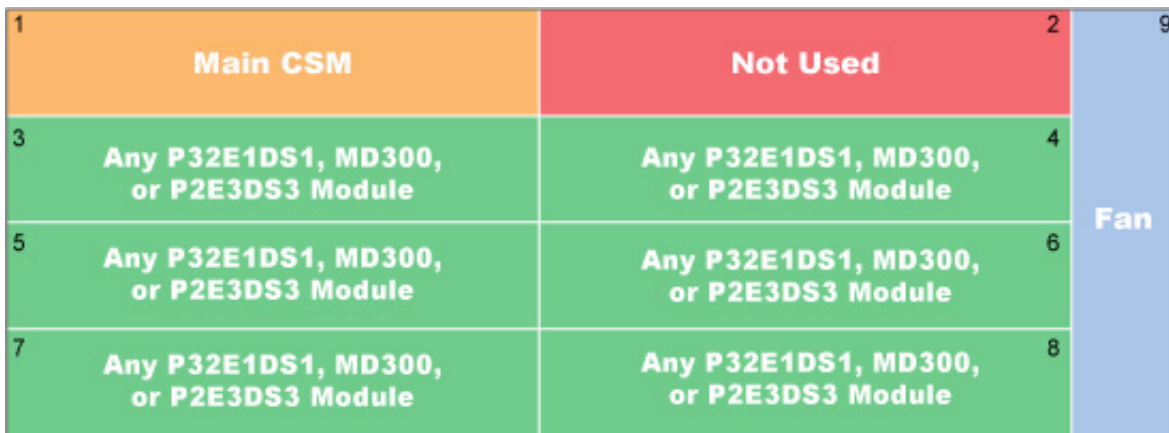 1
Main CSM
2
Not Used
9
Fan
3
Any P32E1DS1, MD300,
or P2E3DS3 Module
4
Any P32E1DS1, MD300,
or P2E3DS3 Module
5
Any P32E1DS1, MD300,
or P2E3DS3 Module
6
Any P32E1DS1, MD300,
or P2E3DS3 Module
7
Any P32E1DS1, MD300,
or P2E3DS3 Module
8
Any P32E1DS1, MD300,
or P2E3DS3 Module